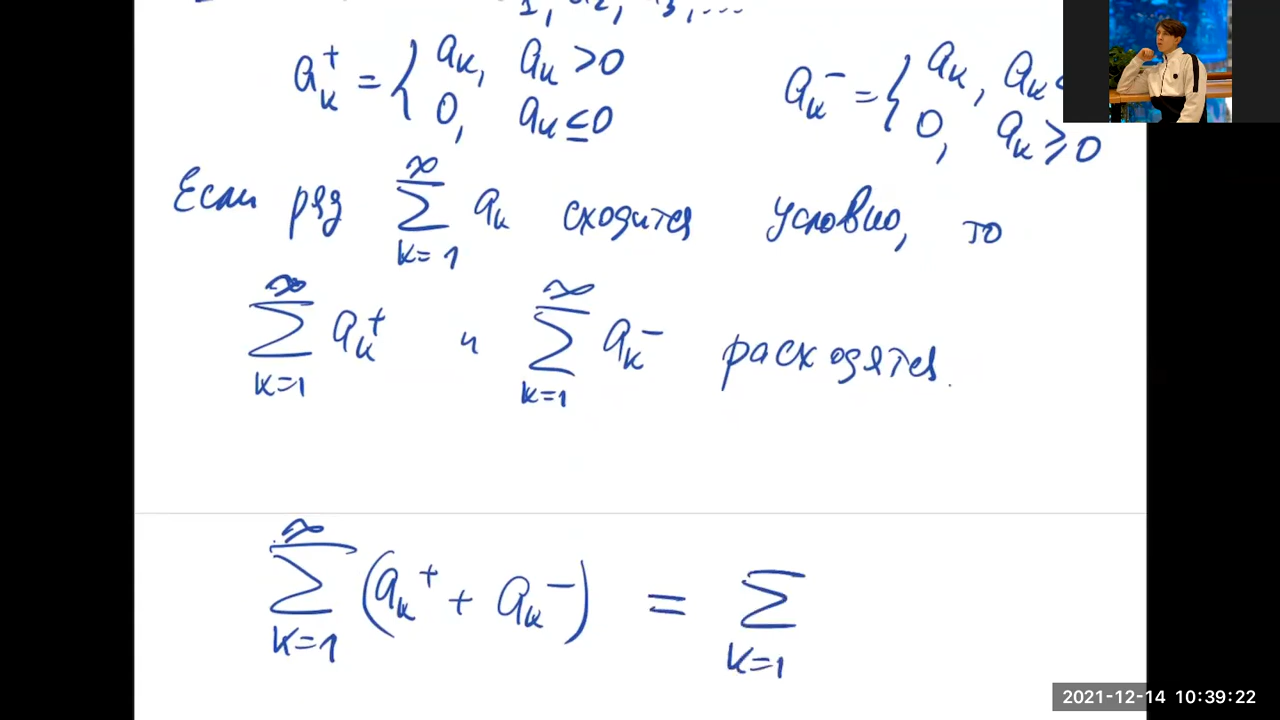 a_k^+ = { a_k, a_k > 0
0, a_k ≤ 0
a_k^- = { a_k, a_k
0, a_k ≥ 0
Если ряд ∑_{k=1}^∞ a_k сходится условно, то
∑_{k=1}^∞ a_k^+ и ∑_{k=1}^∞ a_k^- расходятся.
∑_{k=1}^∞ (a_k^+ + a_k^-) = ∑_{k=1}
2021-12-14 10:39:22